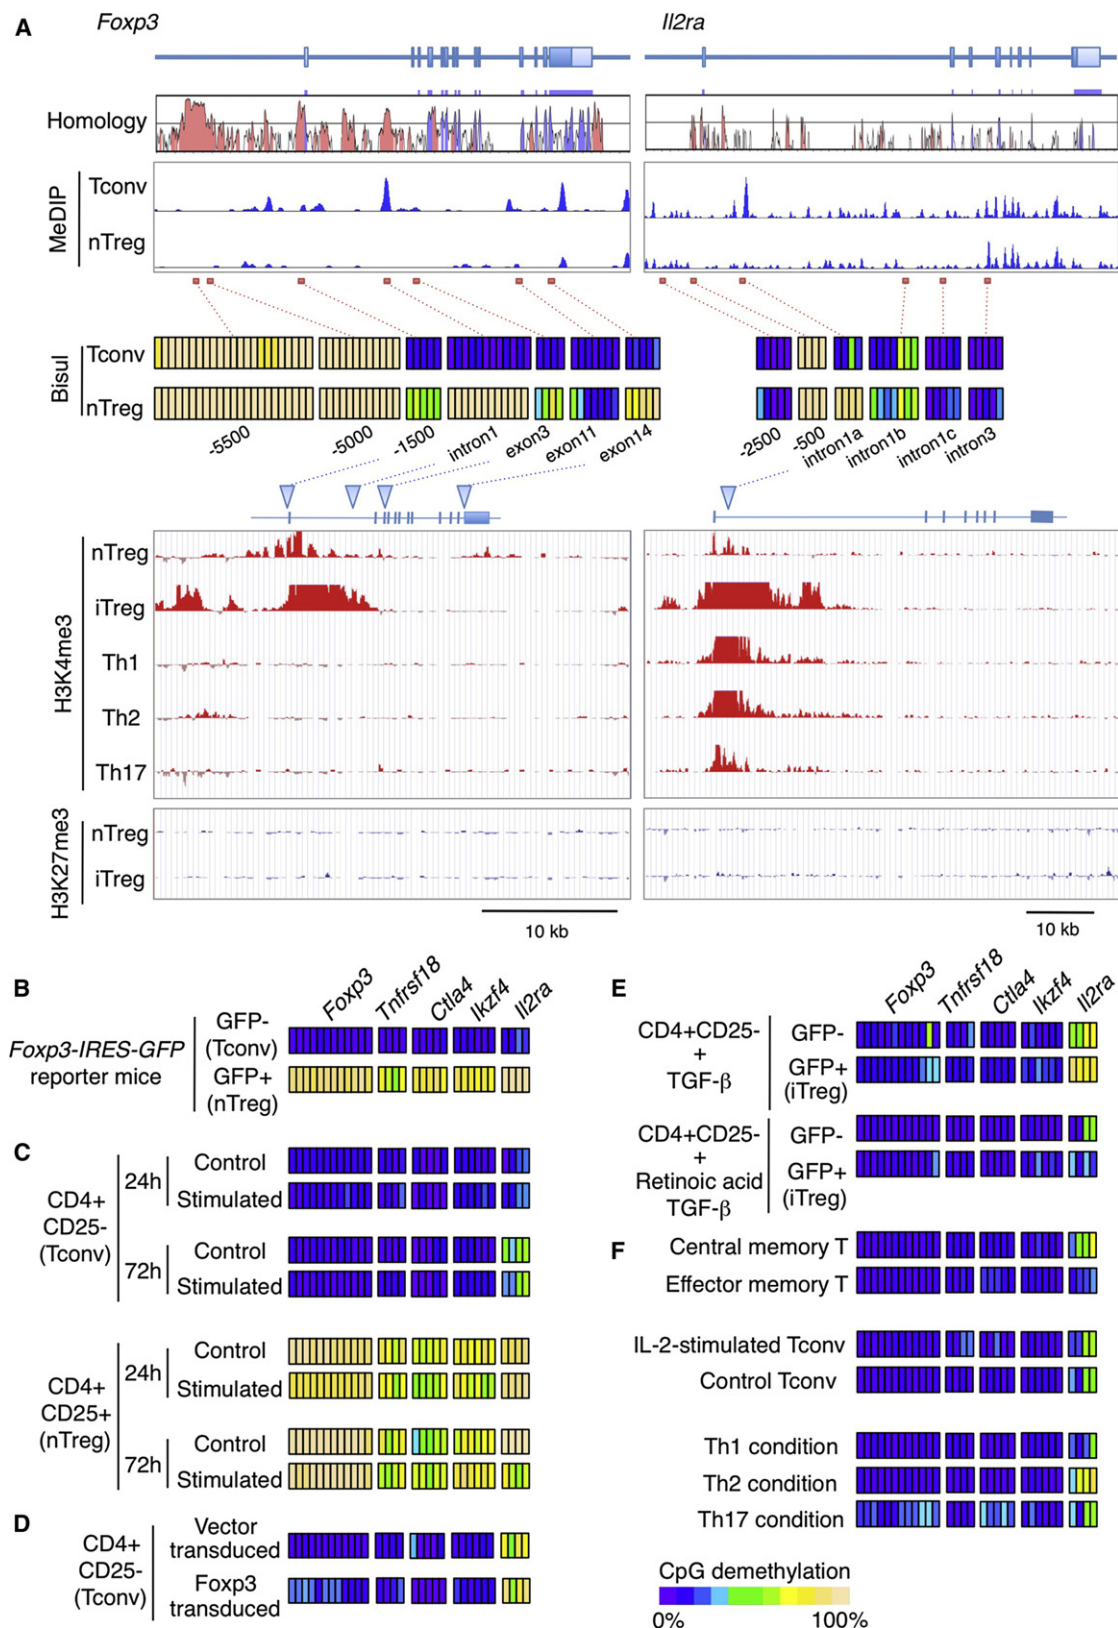 A
Foxp3
Il2ra
Homology
MeDIP
Tconv
nTreg
Bisul
Tconv
nTreg
-5500
-5000
-1500
intron1
exon3
exon11
exon14
-2500
-500
intron1a
intron1b
intron1c
intron3
H3K4me3
nTreg
iTreg
Th1
Th2
Th17
H3K27me3
nTreg
iTreg
10 kb
10 kb
B
Foxp3
Tnfrsf18
Ctla4
Ikzf4
Il2ra
Foxp3-IRES-GFP
reporter mice
GFP-
(Tconv)
GFP+
(nTreg)
C
CD4+
CD25-
(Tconv)
24h
Control
Stimulated
72h
Control
Stimulated
CD4+
CD25+
(nTreg)
24h
Control
Stimulated
72h
Control
Stimulated
D
CD4+
CD25-
(Tconv)
Vector
transduced
Foxp3
transduced
E
Foxp3
Tnfrsf18
Ctla4
Ikzf4
Il2ra
CD4+CD25-
+
TGF-β
GFP-
GFP+
(iTreg)
CD4+CD25-
+
Retinoic acid
TGF-β
GFP-
GFP+
(iTreg)
F
Central memory T
Effector memory T
IL-2-stimulated Tconv
Control Tconv
Th1 condition
Th2 condition
Th17 condition
CpG demethylation
0%
100%